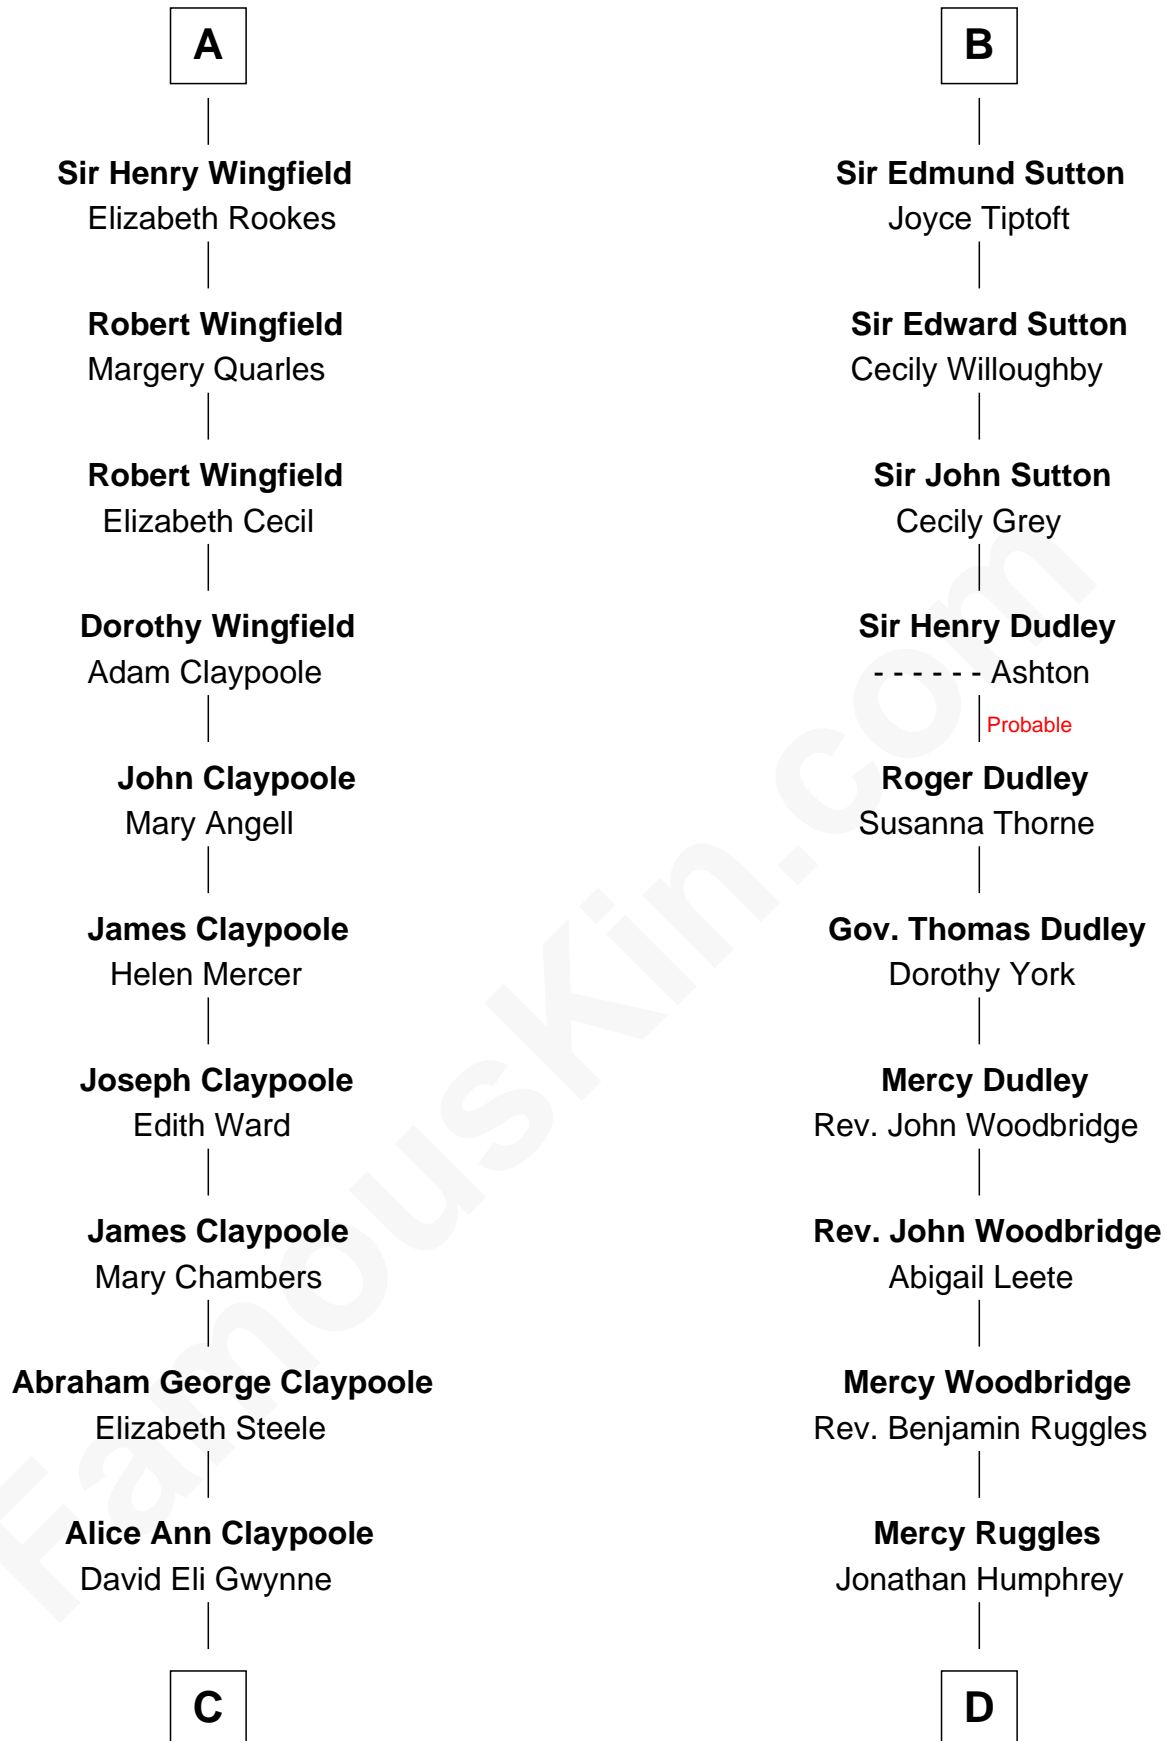 A
Sir Henry Wingfield
Elizabeth Rookes
Robert Wingfield
Margery Quarles
Robert Wingfield
Elizabeth Cecil
Dorothy Wingfield
Adam Claypoole
John Claypoole
Mary Angell
James Claypoole
Helen Mercer
Joseph Claypoole
Edith Ward
James Claypoole
Mary Chambers
Abraham George Claypoole
Elizabeth Steele
Alice Ann Claypoole
David Eli Gwynne
C
B
Sir Edmund Sutton
Joyce Tiptoft
Sir Edward Sutton
Cecily Willoughby
Sir John Sutton
Cecily Grey
Sir Henry Dudley
- - - - - - Ashton
Probable
Roger Dudley
Susanna Thorne
Gov. Thomas Dudley
Dorothy York
Mercy Dudley
Rev. John Woodbridge
Rev. John Woodbridge
Abigail Leete
Mercy Woodbridge
Rev. Benjamin Ruggles
Mercy Ruggles
Jonathan Humphrey
D
FamousKin.com